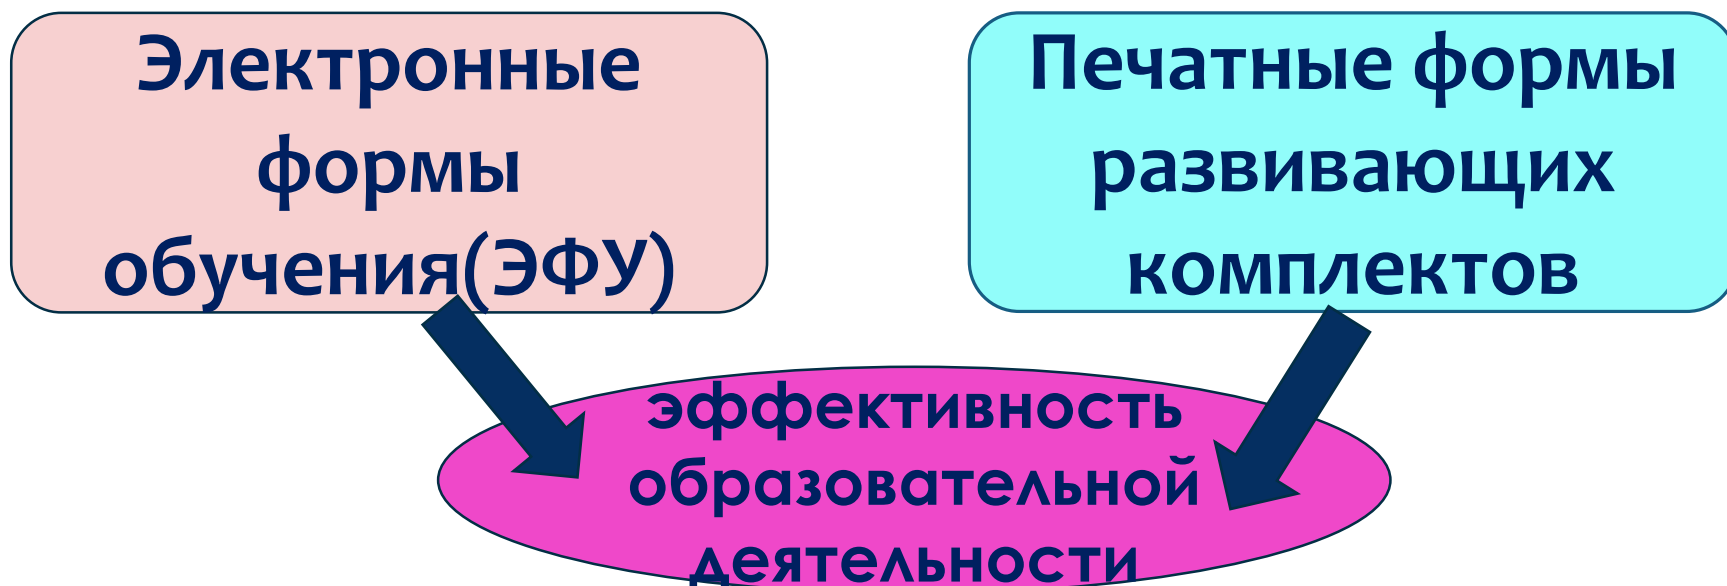 Электронные
формы
обучения(ЭФУ)
Печатные формы
развивающих
комплектов
эффективность
образовательной
деятельности